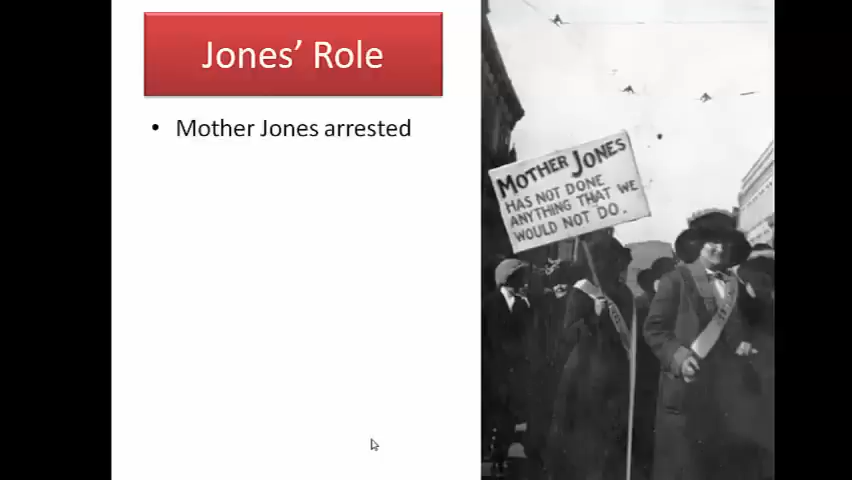 Jones’ Role
• Mother Jones arrested
MOTHER JONES
HAS NOT DONE
ANYTHING THAT WE
WOULD NOT DO.